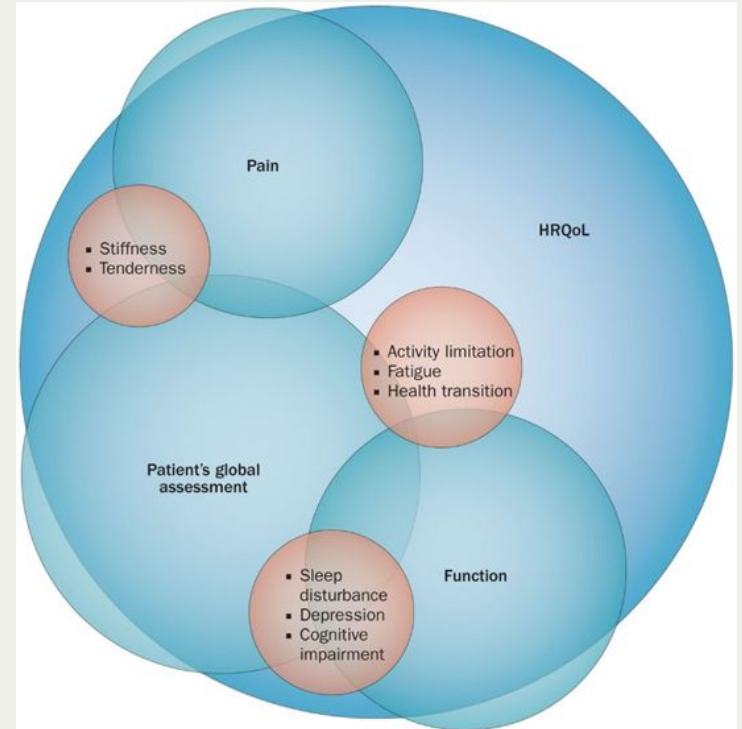 Pain
HRQoL
▪ Stiffness
▪ Tenderness
▪ Activity limitation
▪ Fatigue
▪ Health transition
Patient's global
assessment
Function
▪ Sleep
disturbance
▪ Depression
▪ Cognitive
impairment